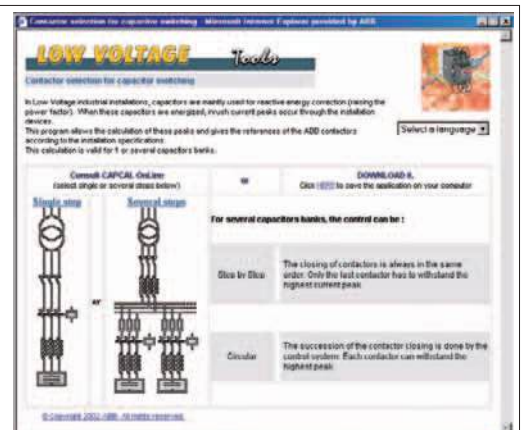 Contactor selection for capacitor switching - Microsoft Internet Explorer provided by ABB
LOW VOLTAGE Tools
Contactor selection for capacitor switching
In Low Voltage industrial installations, capacitors are mainly used for reactive energy correction (raising the
power factor). When these capacitors are energized, inrush current peaks occur through the installation
devices.
This program allows the calculation of these peaks and gives the references of the ABB contactors
according to the installation specifications.
This calculation is valid for 1 or several capacitors banks.
Select a language
Consult CAPCAL OnLine
(select single or several steps below)
or
DOWNLOAD it.
Click HERE to save the application on your computer
Single step
Several steps
or
For several capacitors banks, the control can be :
Step by Step
The closing of contactors is always in the same
order. Only the last contactor has to withstand the
highest current peak.
Circular
The succession of the contactor closing is done by the
control system. Each contactor can withstand the
highest peak.
© Copyright 2002 ABB. All rights reserved.